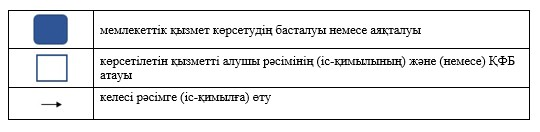 мемлекеттік қызмет көрсетудің басталуы немесе аяқталуы
көрсетілетін қызметті алушы рәсімінің (іс-қимылының) және (немесе) ҚФБ
атауы
келесі рәсімге (іс-қимылға) өту